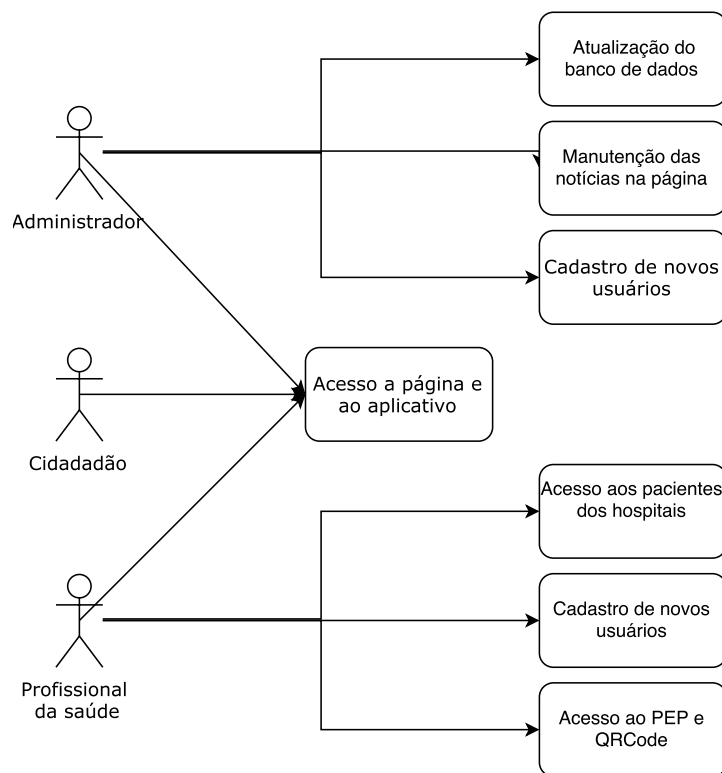 Atualização do
banco de dados
Manutenção das
notícias na página
Administrador
Cadastro de novos
usuários
Acesso a página e
ao aplicativo
Cidadadão
Acesso aos pacientes
dos hospitais
Cadastro de novos
usuários
Profissional
da saúde
Acesso ao PEP e
QRCode